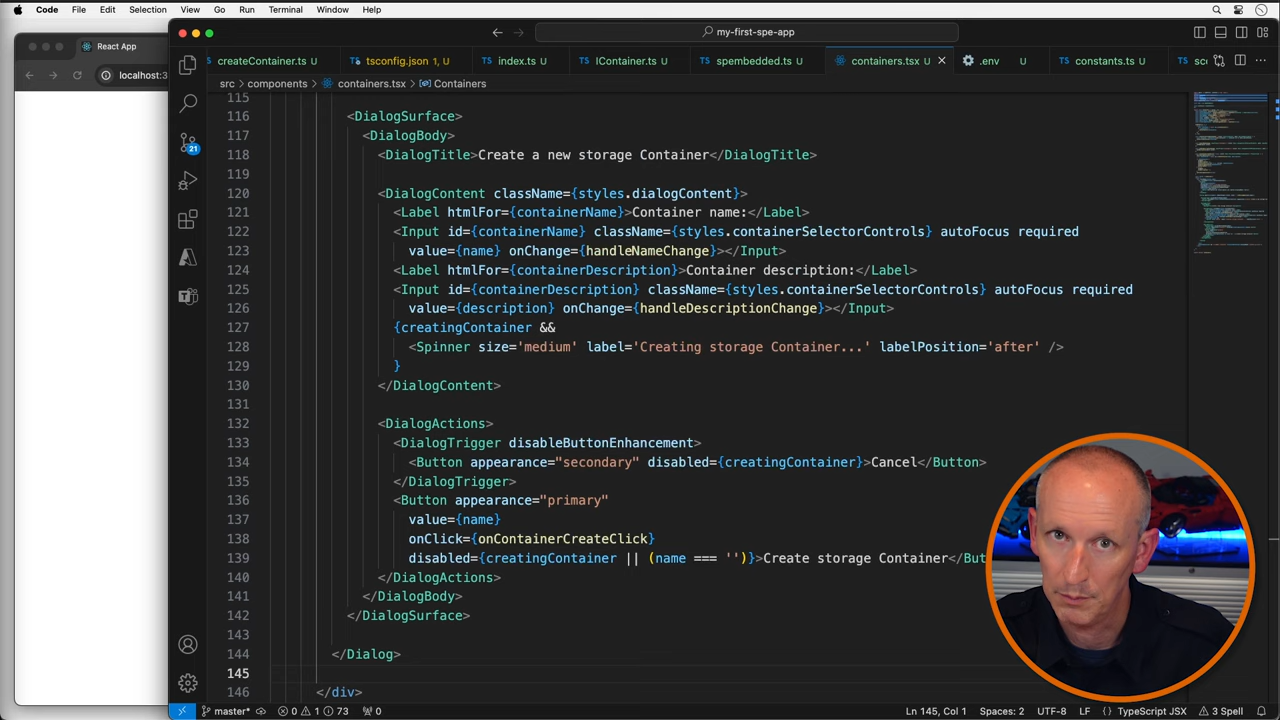 Code File Edit Selection View Go Run Terminal Window Help
my-first-spe-app
React App
localhost:3
createContainer.ts U tsconfig.json 1, U index.ts U IContainer.ts U spembedded.ts U containers.tsx U .env U constants.ts U
src › components › containers.tsx › Containers
115
116 <DialogSurface>
117 <DialogBody>
118 <DialogTitle>Create a new storage Container</DialogTitle>
119
120 <DialogContent className={styles.dialogContent}>
121 <Label htmlFor={containerName}>Container name:</Label>
122 <Input id={containerName} className={styles.containerSelectorControls} autoFocus required
123 value={name} onChange={handleNameChange}></Input>
124 <Label htmlFor={containerDescription}>Container description:</Label>
125 <Input id={containerDescription} className={styles.containerSelectorControls} autoFocus required
126 value={description} onChange={handleDescriptionChange}></Input>
127 {creatingContainer &&
128 <Spinner size='medium' label='Creating storage Container...' labelPosition='after' />
129 }
130 </DialogContent>
131
132 <DialogActions>
133 <DialogTrigger disableButtonEnhancement>
134 <Button appearance="secondary" disabled={creatingContainer}>Cancel</Button>
135 </DialogTrigger>
136 <Button appearance="primary"
137 value={name}
138 onClick={onContainerCreateClick}
139 disabled={creatingContainer || (name === '')}>Create storage Container</But
140 </DialogActions>
141 </DialogBody>
142 </DialogSurface>
143
144 </Dialog>
145
146 </div>
21
master* 0 1 73 0 Ln 145, Col 1 Spaces: 2 UTF-8 LF {} TypeScript JSX 3 Spell